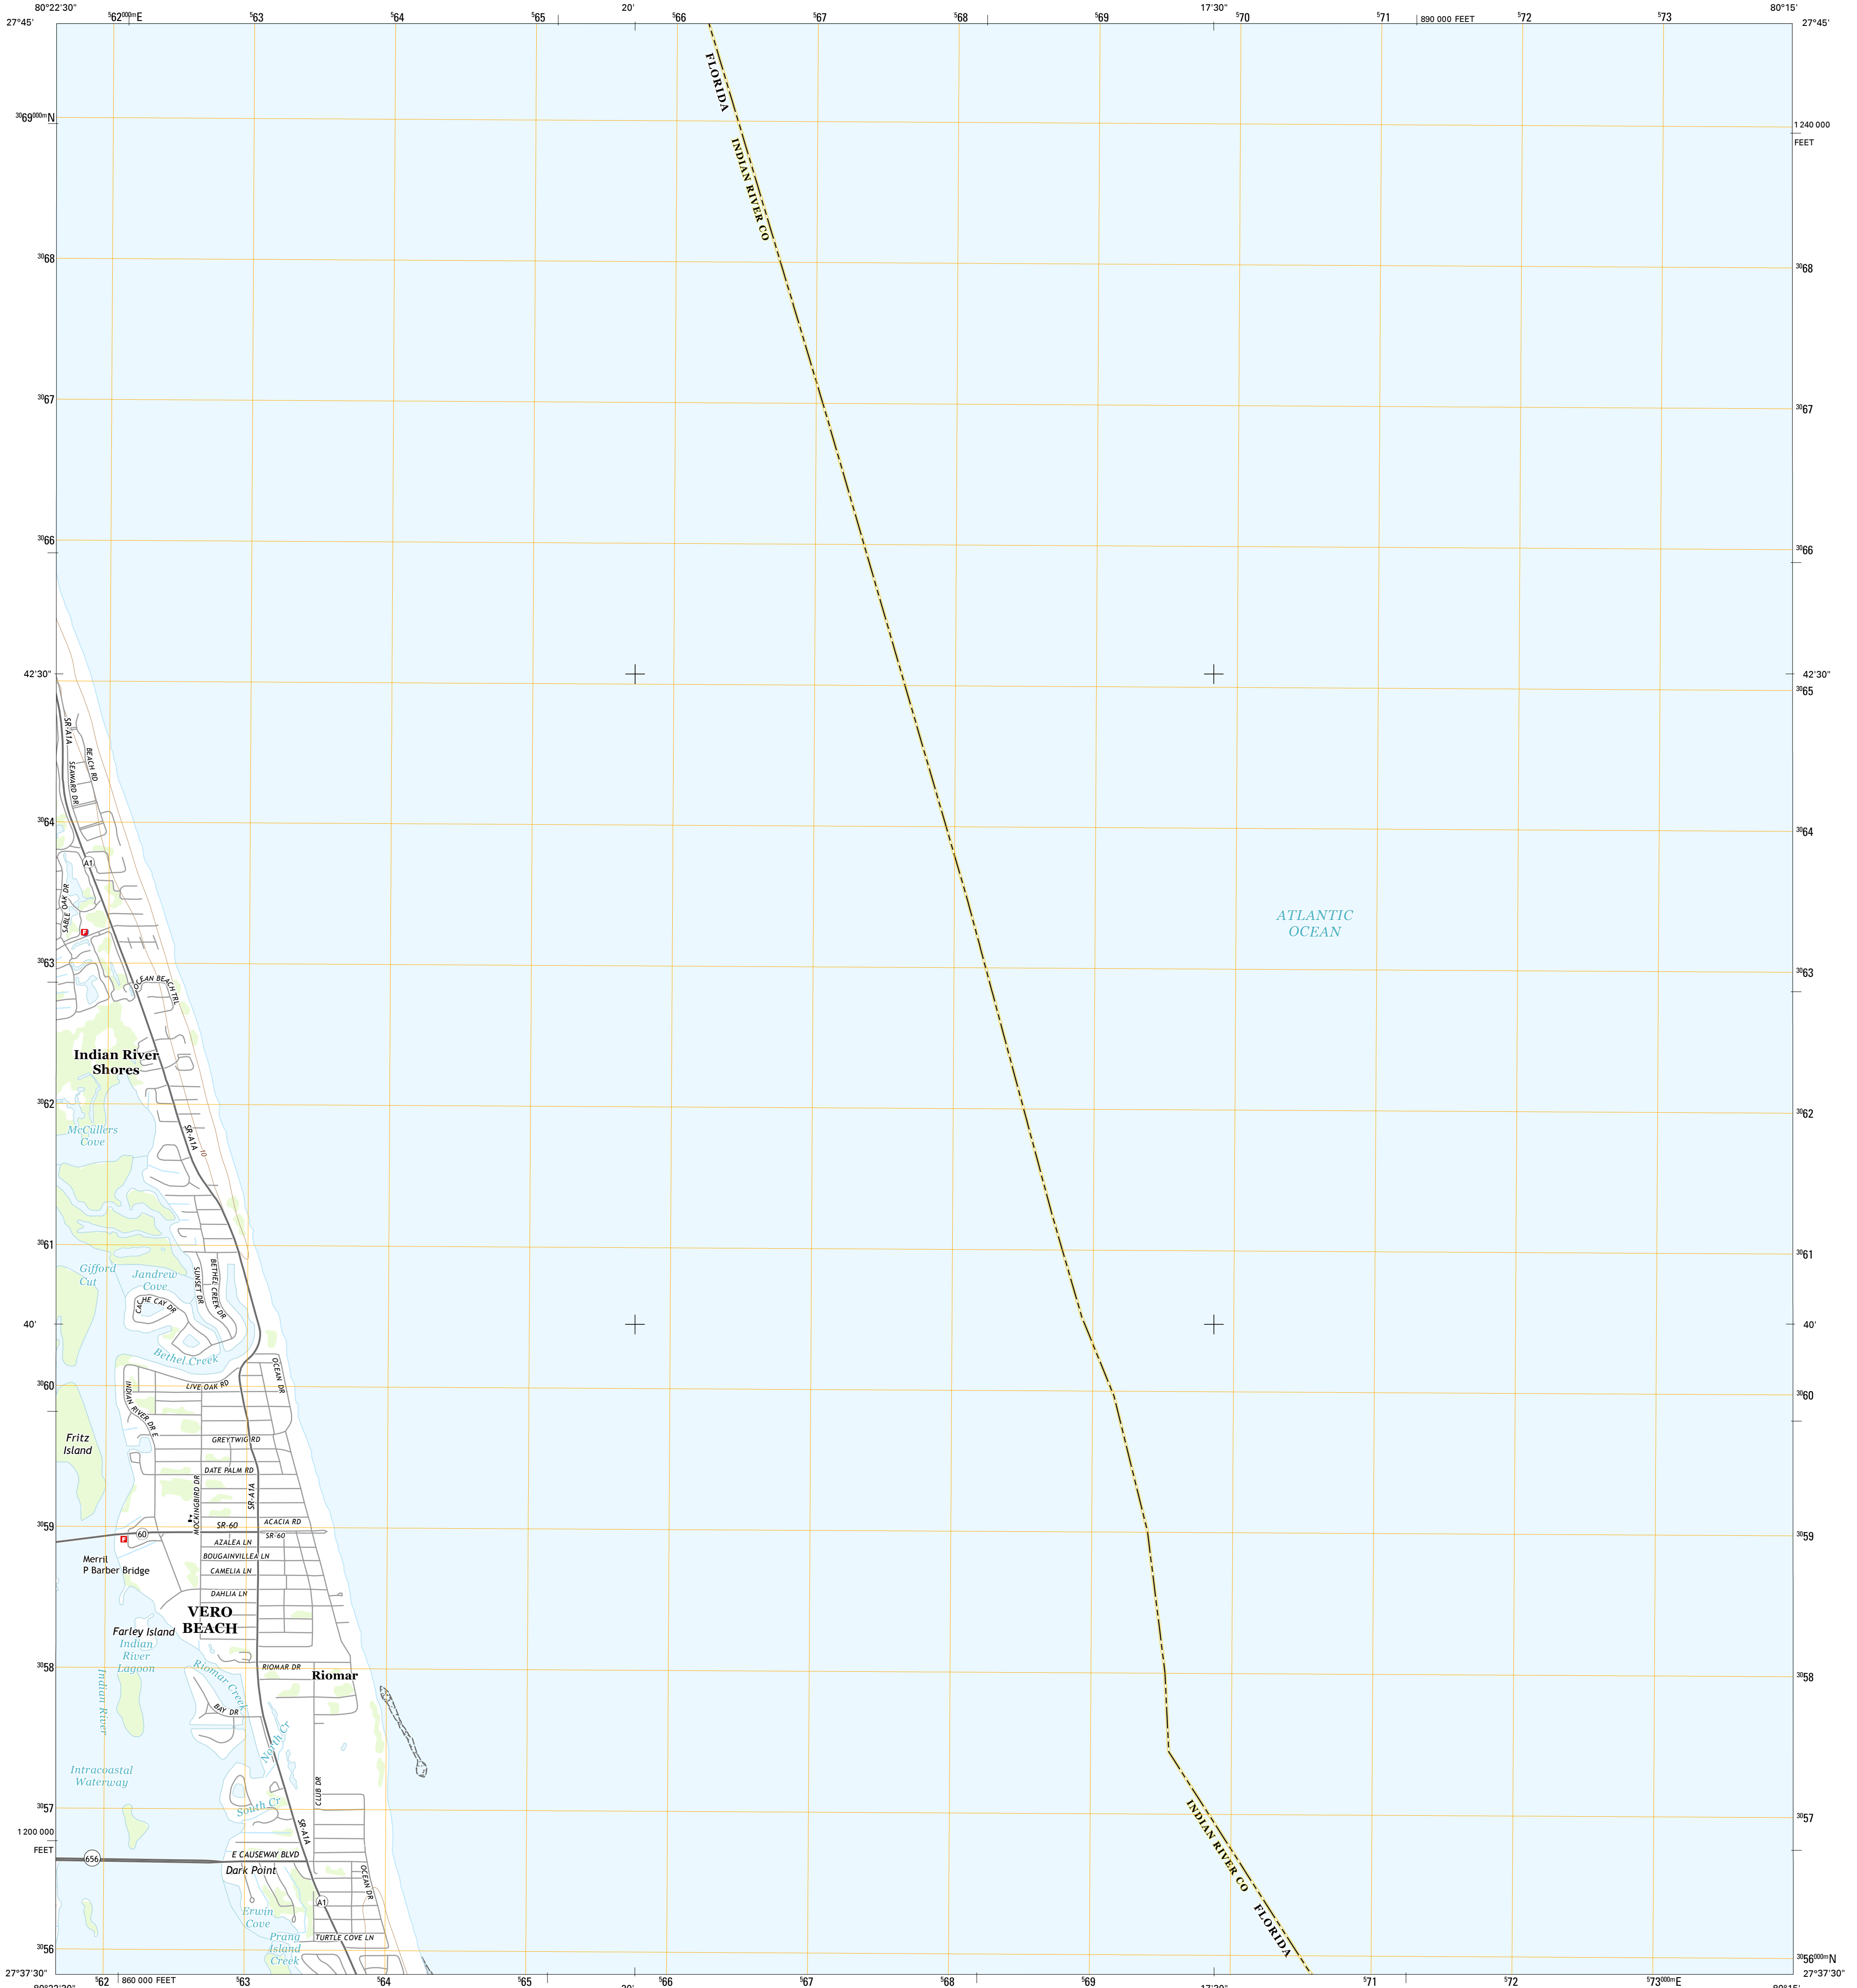 80°22'30"
⁵62⁰⁰⁰ᵐE
⁵63
⁵64
⁵65
20'
⁵66
⁵67
⁵68
⁵69
17'30"
⁵70
⁵71
890 000 FEET
⁵72
⁵73
80°15'
27°45'
27°45'
FLORIDA
INDIAN RIVER CO
³⁰69⁰⁰⁰ᵐN
1 240 000
FEET
³⁰68
³⁰68
³⁰67
³⁰67
³⁰66
³⁰66
42'30"
42'30"
³⁰65
SR-A1A
BEACH RD
SEAWARD DR
³⁰64
³⁰64
A1
SABLE OAK DR
F
ATLANTIC
OCEAN
³⁰63
³⁰63
OCEAN BEACH TRL
Indian River
Shores
³⁰62
³⁰62
McCullers
Cove
SR-A1A
10
³⁰61
³⁰61
Gifford
Cut
Jandrew
Cove
SUNSET DR
BETHEL CREEK DR
CACHE CAY DR
40'
40'
Bethel Creek
OCEAN DR
LIVE OAK RD
³⁰60
³⁰60
INDIAN RIVER DR E
Fritz
Island
GREYTWIG RD
DATE PALM RD
MOCKINGBIRD DR
SR-A1A
ACACIA RD
SR-60
SR-60
³⁰59
³⁰59
60
F
AZALEA LN
BOUGAINVILLEA LN
Merril
P Barber Bridge
CAMELIA LN
DAHLIA LN
VERO
BEACH
Farley Island
Indian
River
Lagoon
Riomar Creek
RIOMAR DR
Riomar
³⁰58
³⁰58
Indian River
BAY DR
North Cr
Intracoastal
Waterway
CLUB DR
South Cr
³⁰57
³⁰57
INDIAN RIVER CO
FLORIDA
1 200 000
FEET
SR-A1A
656
E CAUSEWAY BLVD
Dark Point
OCEAN DR
A1
Erwin
Cove
Prang
Island
Creek
TURTLE COVE LN
³⁰56
³⁰56⁰⁰⁰ᵐN
27°37'30"
27°37'30"
⁵62
860 000 FEET
⁵63
⁵64
⁵65
⁵66
⁵67
⁵68
⁵69
⁵71
⁵72
⁵73⁰⁰⁰ᵐE